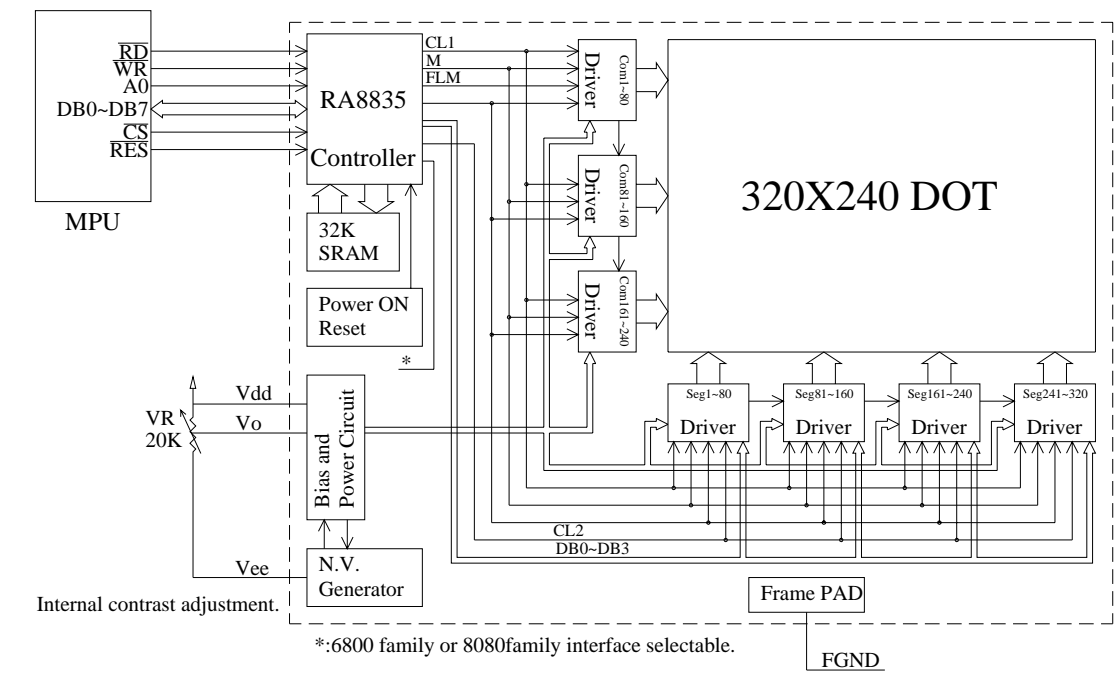 RD
WR
A0
DB0~DB7
CS
RES
MPU
RA8835
Controller
CL1
M
FLM
32K
SRAM
Power ON
Reset
*
Driver
Com1~80
Driver
Com81~160
Driver
Com161~240
320X240 DOT
Seg1~80
Driver
Seg81~160
Driver
Seg161~240
Driver
Seg241~320
Driver
Vdd
VR
20K
Vo
Bias and
Power Circuit
CL2
DB0~DB3
Vee
N.V.
Generator
Internal contrast adjustment.
Frame PAD
FGND
*:6800 family or 8080family interface selectable.